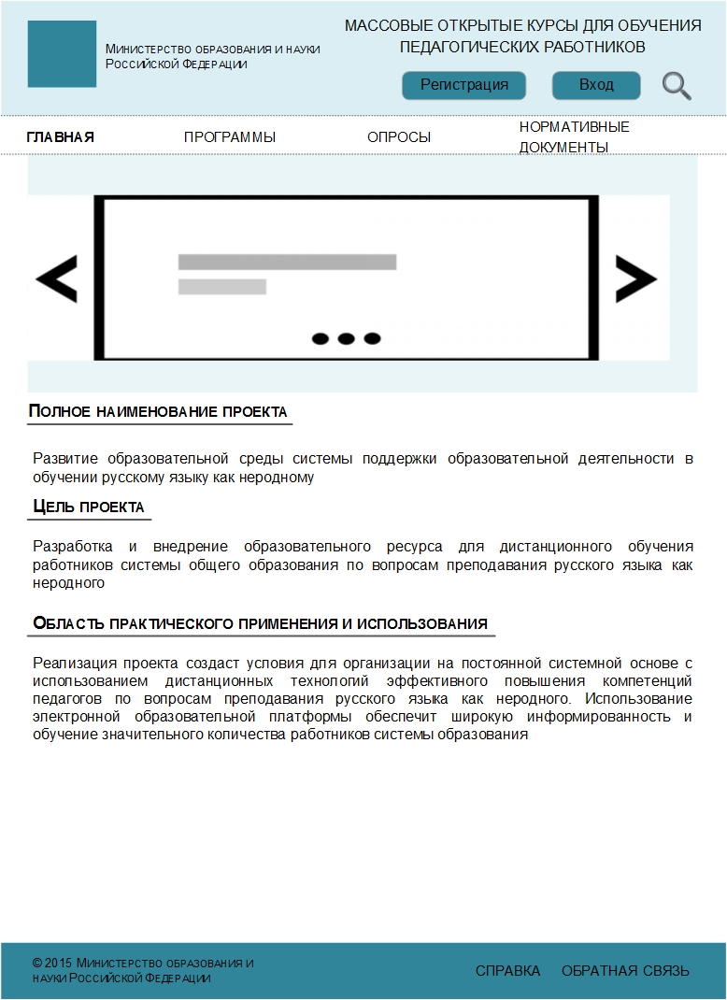 МАССОВЫЕ ОТКРЫТЫЕ КУРСЫ ДЛЯ ОБУЧЕНИЯ
ПЕДАГОГИЧЕСКИХ РАБОТНИКОВ
МИНИСТЕРСТВО ОБРАЗОВАНИЯ И НАУКИ
РОССИЙСКОЙ ФЕДЕРАЦИИ
Регистрация Вход
ГЛАВНАЯ ПРОГРАММЫ ОПРОСЫ НОРМАТИВНЫЕ
ДОКУМЕНТЫ
ПОЛНОЕ НАИМЕНОВАНИЕ ПРОЕКТА
Развитие образовательной среды системы поддержки образовательной деятельности в
обучении русскому языку как неродному
ЦЕЛЬ ПРОЕКТА
Разработка и внедрение образовательного ресурса для дистанционного обучения
работников системы общего образования по вопросам преподавания русского языка как
неродного
ОБЛАСТЬ ПРАКТИЧЕСКОГО ПРИМЕНЕНИЯ И ИСПОЛЬЗОВАНИЯ
Реализация проекта создаст условия для организации на постоянной системной основе с
использованием дистанционных технологий эффективного повышения компетенций
педагогов по вопросам преподавания русского языка как неродного. Использование
электронной образовательной платформы обеспечит широкую информированность и
обучение значительного количества работников системы образования
© 2015 МИНИСТЕРСТВО ОБРАЗОВАНИЯ И
НАУКИ РОССИЙСКОЙ ФЕДЕРАЦИИ
СПРАВКА ОБРАТНАЯ СВЯЗЬ